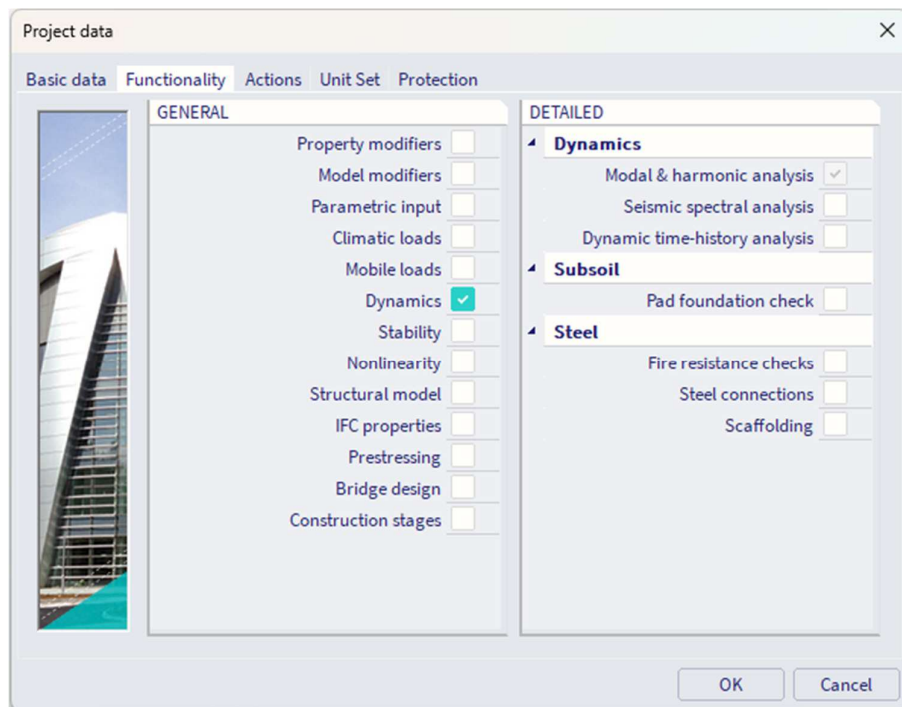 Project data
Basic data Functionality Actions Unit Set Protection
GENERAL
Property modifiers
Model modifiers
Parametric input
Climatic loads
Mobile loads
Dynamics
Stability
Nonlinearity
Structural model
IFC properties
Prestressing
Bridge design
Construction stages
DETAILED
Dynamics
Modal & harmonic analysis
Seismic spectral analysis
Dynamic time-history analysis
Subsoil
Pad foundation check
Steel
Fire resistance checks
Steel connections
Scaffolding
OK Cancel